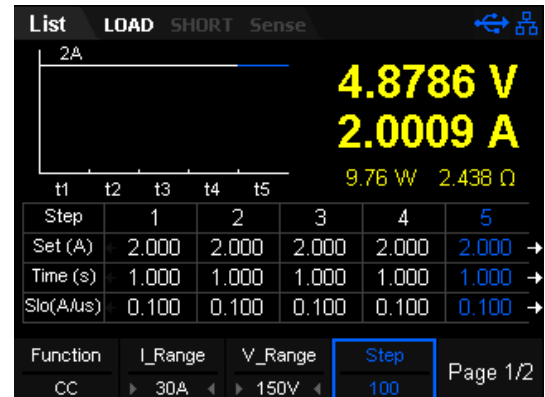 List LOAD SHORT Sense
2A
4.8786 V
2.0009 A
9.76 W 2.438 Ω
t1 t2 t3 t4 t5
Step 1 2 3 4 5
Set (A) 2.000 2.000 2.000 2.000 2.000
Time (s) 1.000 1.000 1.000 1.000 1.000
Slo(A/us) 0.100 0.100 0.100 0.100 0.100
Function I_Range V_Range Step Page 1/2
CC 30A 150V 100